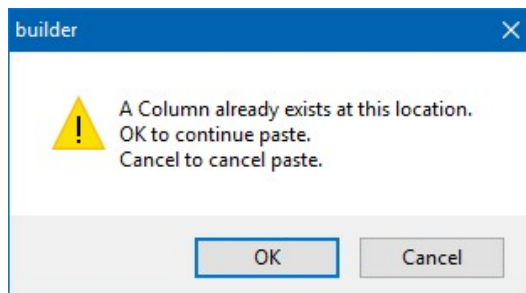 builder
A Column already exists at this location.
OK to continue paste.
Cancel to cancel paste.
OK
Cancel